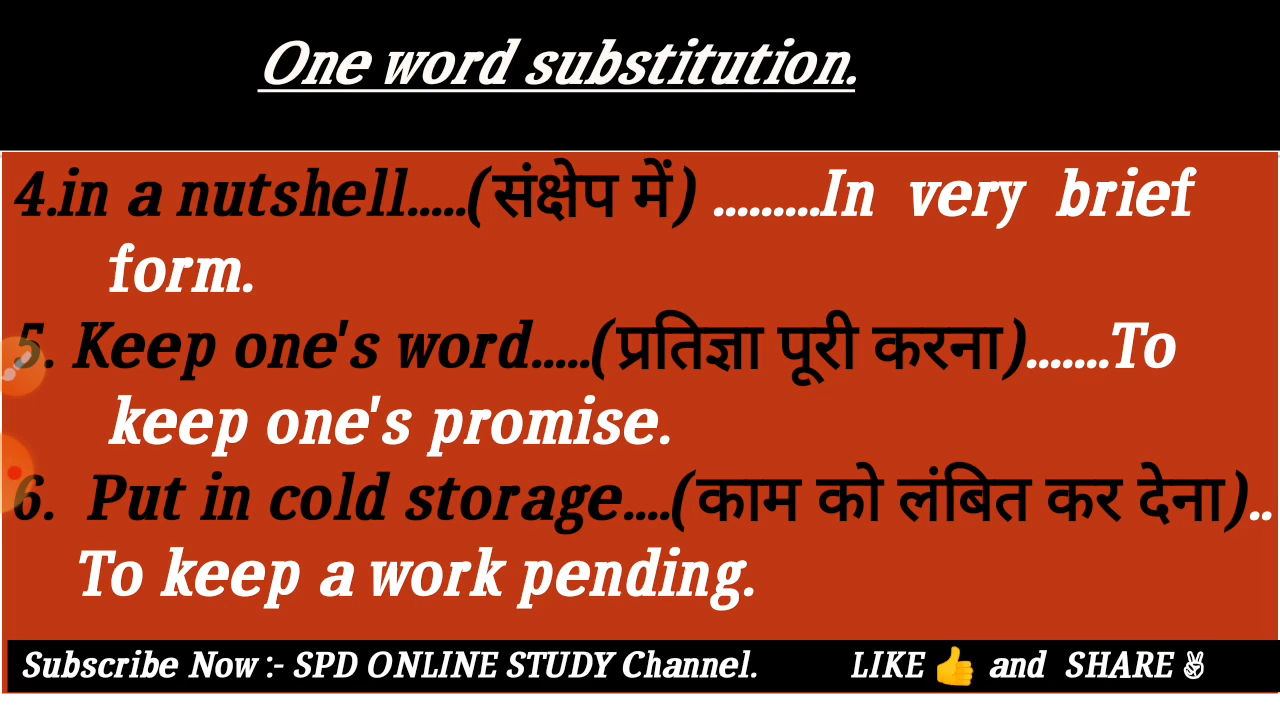 One word substitution.
4.in a nutshell.....(संक्षेप में) .........In very brief
form.
5. Keep one's word.....(प्रतिज्ञा पूरी करना).......To
keep one's promise.
6. Put in cold storage....(काम को लंबित कर देना)..
To keep a work pending.
Subscribe Now :- SPD ONLINE STUDY Channel. LIKE 👍 and SHARE ✌